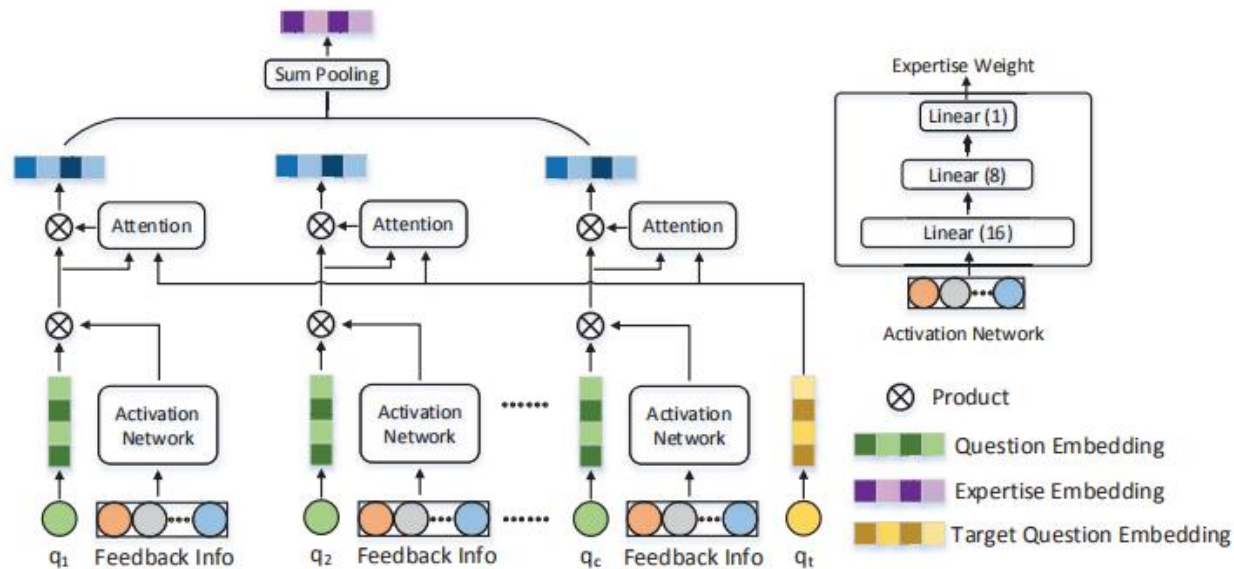 Sum Pooling
Attention
Attention
Attention
Activation
Network
Activation
Network
......
Activation
Network
......
q1
Feedback Info
q2
Feedback Info
qc
Feedback Info
qt
Expertise Weight
Linear (1)
Linear (8)
Linear (16)
Activation Network
Product
Question Embedding
Expertise Embedding
Target Question Embedding